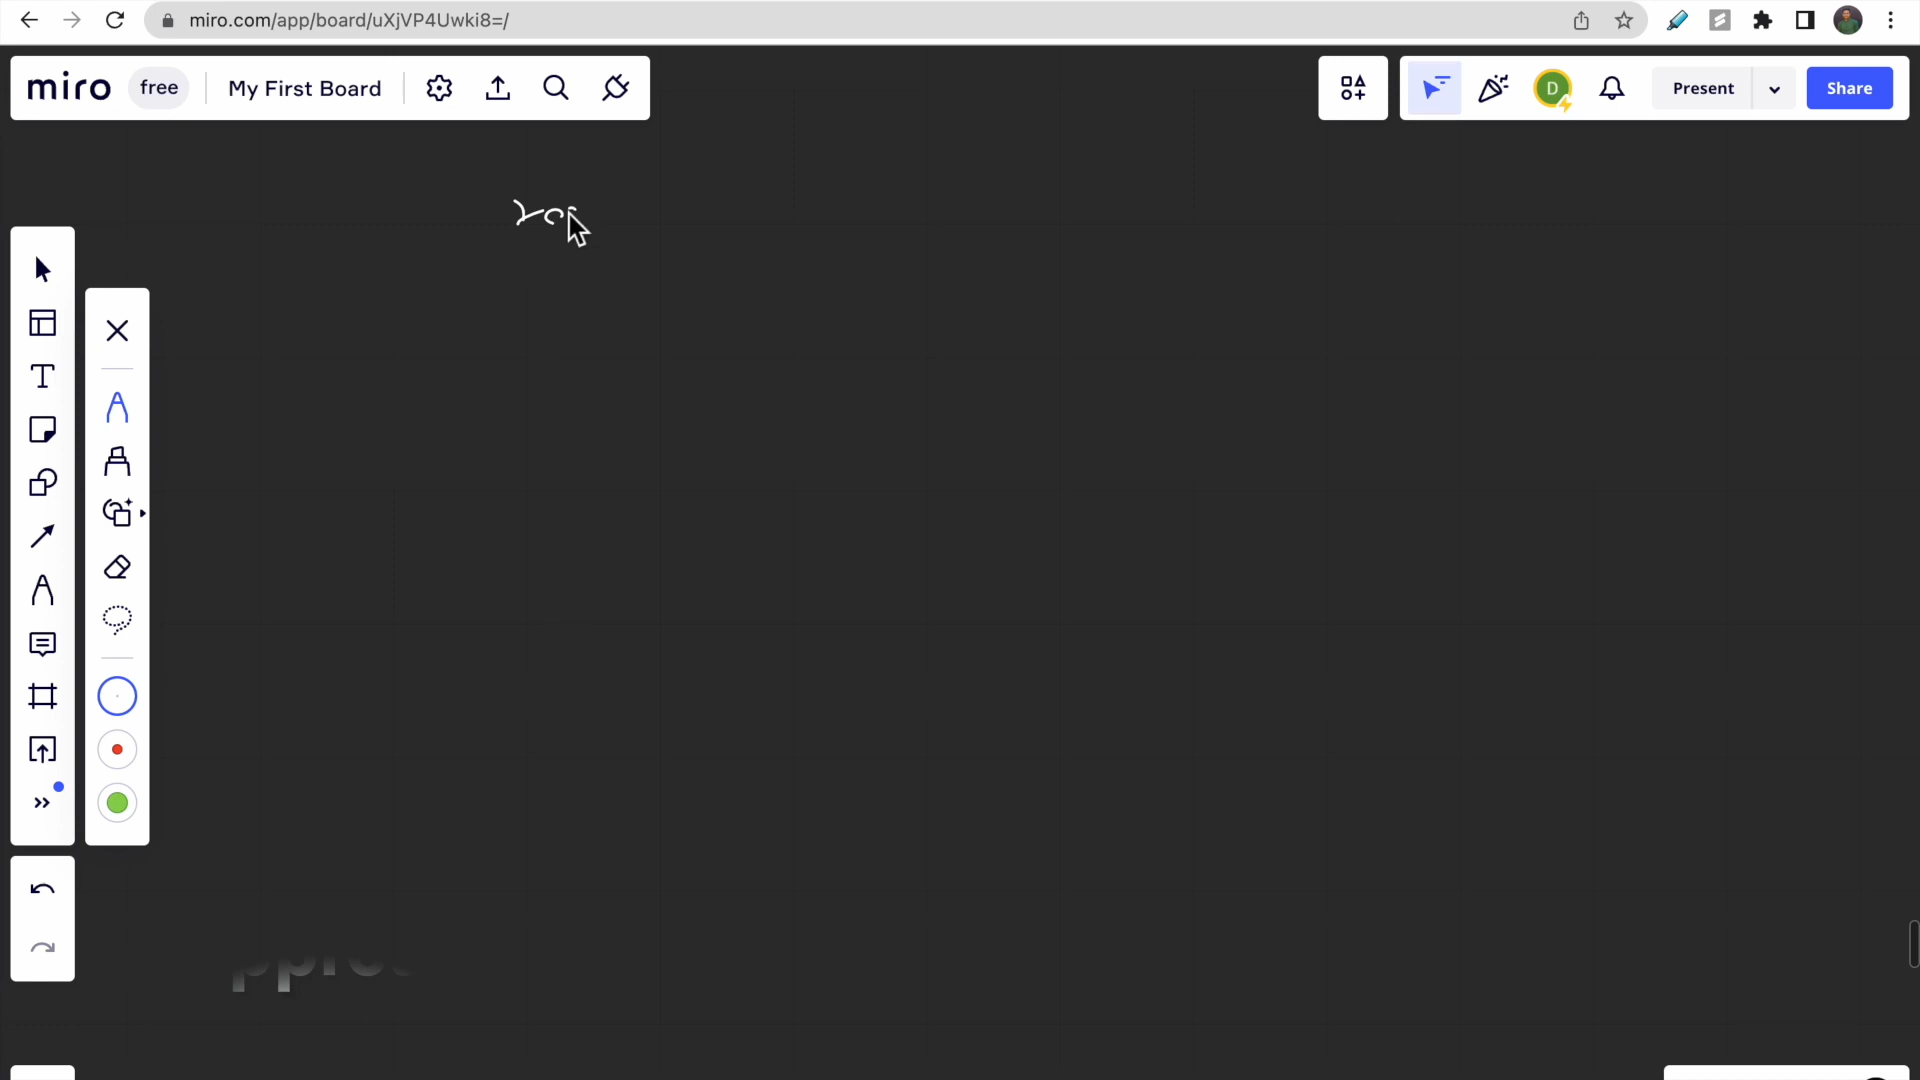 miro.com/app/board/uXjVP4Uwki8=/
miro free My First Board
D Present Share